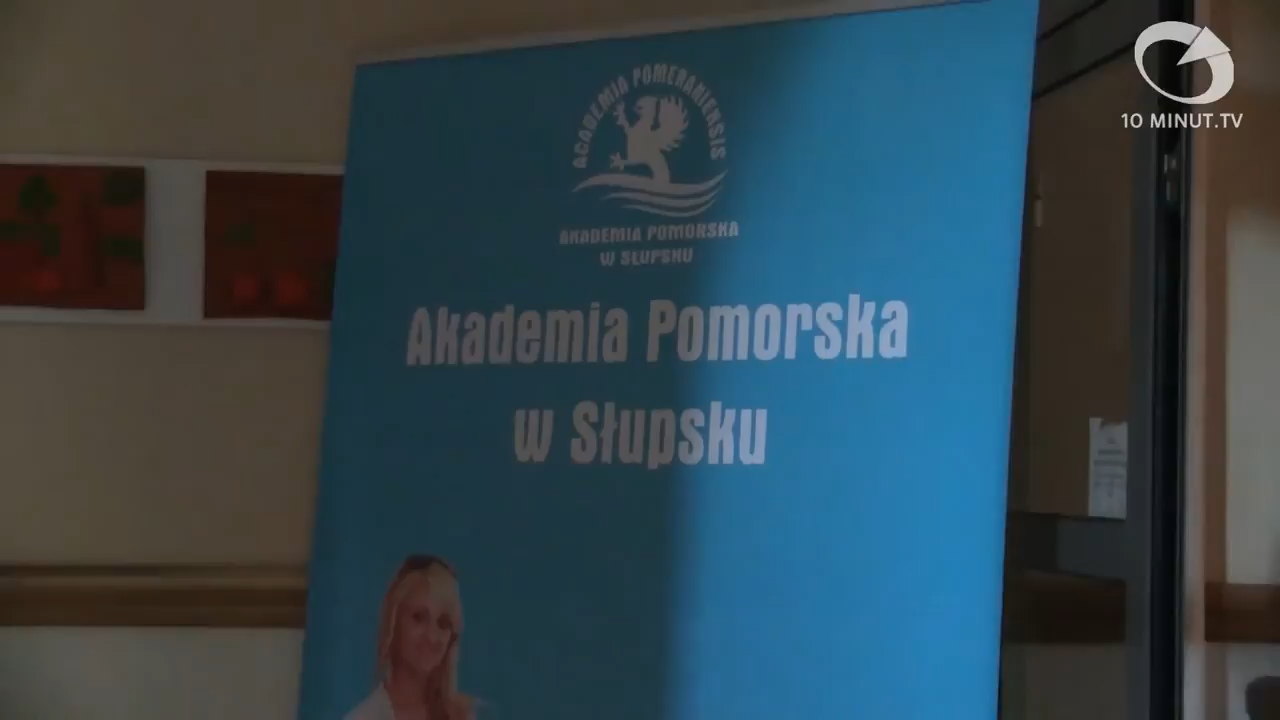 10 MINUT.TV
ACADEMIA POMERANIENSIS
AKADEMIA POMORSKA
W SŁUPSKU
Akademia Pomorska
w Słupsku